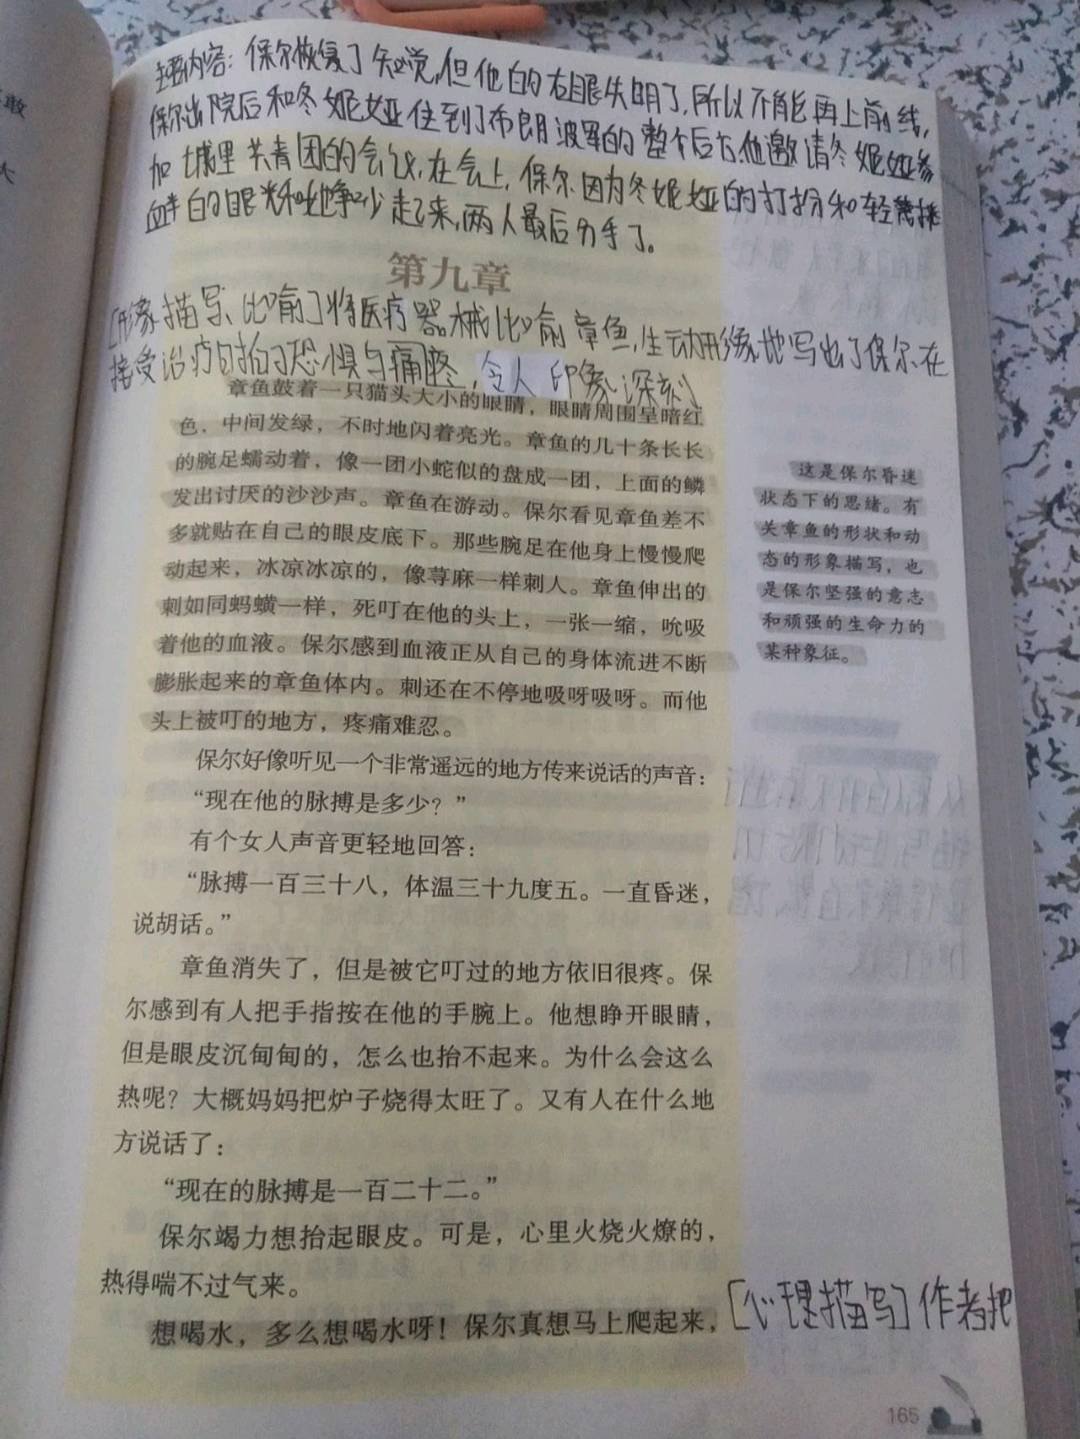 敢
大
主要内容：保尔恢复了知觉，但他的右眼失明了，所以不能再上前线，
保尔出院后和冬妮娅住到了布朗波罗的整个后方，他邀请冬妮娅参
加城里共青团的会议，在会上，保尔因为冬妮娅的打扮和轻蔑挑
衅的眼光和她争吵走了来，两人最后分手了。
第九章
[形象描写、比喻]将医疗器械比喻章鱼，生动形象地写出了保尔在
接受治疗时的恐惧与痛疼，令人印象深刻
章鱼鼓着一只猫头大小的眼睛，眼睛周围呈暗红
色，中间发绿，不时地闪着亮光。章鱼的几十条长长
的腕足蠕动着，像一团小蛇似的盘成一团，上面的鳞
发出讨厌的沙沙声。章鱼在游动。保尔看见章鱼差不
多就贴在自己的眼皮底下。那些腕足在他身上慢慢爬
动起来，冰凉冰凉的，像荨麻一样刺人。章鱼伸出的
刺如同蚂蟥一样，死叮在他的头上，一张一缩，吮吸
着他的血液。保尔感到血液正从自己的身体流进不断
膨胀起来的章鱼体内。刺还在不停地吸呀吸呀。而他
头上被叮的地方，疼痛难忍。
保尔好像听见一个非常遥远的地方传来说话的声音：
“现在他的脉搏是多少？”
有个女人声音更轻地回答：
“脉搏一百三十八，体温三十九度五。一直昏迷，
说胡话。”
章鱼消失了，但是被它叮过的地方依旧很疼。保
尔感到有人把手指按在他的手腕上。他想睁开眼睛，
但是眼皮沉甸甸的，怎么也抬不起来。为什么会这么
热呢？大概妈妈把炉子烧得太旺了。又有人在什么地
方说话了：
“现在的脉搏是一百二十二。”
保尔竭力想抬起眼皮。可是，心里火烧火燎的，
热得喘不过气来。
想喝水，多么想喝水呀！保尔真想马上爬起来，
[心理描写]作者把
这是保尔昏迷
状态下的思绪。有
关章鱼的形状和动
态的形象描写，也
是保尔坚强的意志
和顽强的生命力的
某种象征。
165